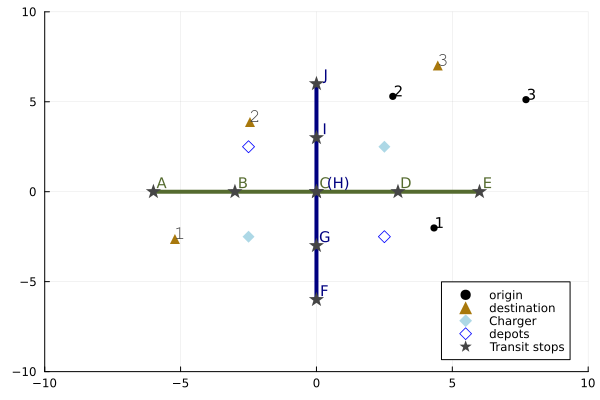 10
5
0
−5
−10
−10
−5
0
5
10
J
3
2
3
2
I
A
B
C(H)
D
E
1
1
G
F
origin
destination
Charger
depots
Transit stops